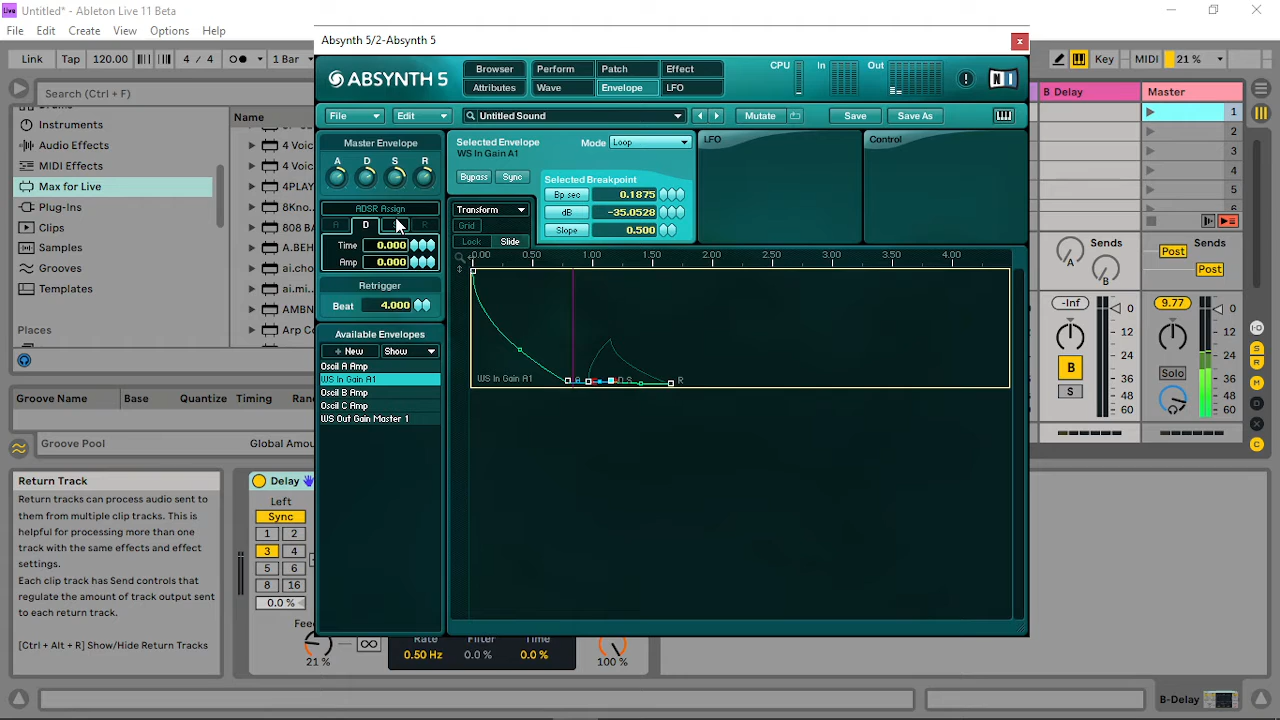 Untitled* - Ableton Live 11 Beta
File Edit Create View Options Help
Link Tap 120.00 4 / 4 1 Bar
Key MIDI 21 %
Search (Ctrl + F)
Instruments
Audio Effects
MIDI Effects
Max for Live
Plug-Ins
Clips
Samples
Grooves
Templates
Places
Name
4 Voic
4 Voic
4PLAY
8Kno..
808 BA
A.BEH
ai.cho
ai.mi..
AMBN
Arp Co
Groove Name Base Quantize Timing Ran
Groove Pool Global Amou
Return Track
Return tracks can process audio sent to
them from multiple clip tracks. This is
helpful for processing more than one
track with the same effects and effect
settings.
Each clip track has Send controls that
regulate the amount of track output sent
to each return track.
[Ctrl + Alt + R] Show/Hide Return Tracks
Delay
Left
Sync
1 2
3 4
5 6
8 16
0.0 %
Fee
21 %
Rate Filter Time
0.50 Hz 0.0 % 0.0 %
100 %
Absynth 5/2-Absynth 5
x
ABSYNTH 5
Browser Perform Patch Effect
Attributes Wave Envelope LFO
CPU In Out
NI
File Edit Untitled Sound Mutate Save Save As
Master Envelope
A D S R
ADSR Assign
A D R
Time 0.000
Amp 0.000
Retrigger
Beat 4.000
Available Envelopes
+ New Show
Oscil A Amp
WS In Gain A1
Oscil B Amp
Oscil C Amp
WS Out Gain Master 1
Selected Envelope
WS In Gain A1
Mode Loop
Bypass Sync
Selected Breakpoint
Bp sec 0.1875
dB -35.0528
Slope 0.500
Transform
Grid
Lock Slide
LFO
Control
0.00 0.50 1.00 1.50 2.00 2.50 3.00 3.50 4.00
WS In Gain A1
D S R
B Delay Master
1
2
3
4
5
6
Sends
A
B
Sends
Post
Post
-Inf
0
12
24
36
48
60
B
S
9.77
0
12
24
36
48
60
Solo
I-O
S
R
M
D
X
C
B-Delay